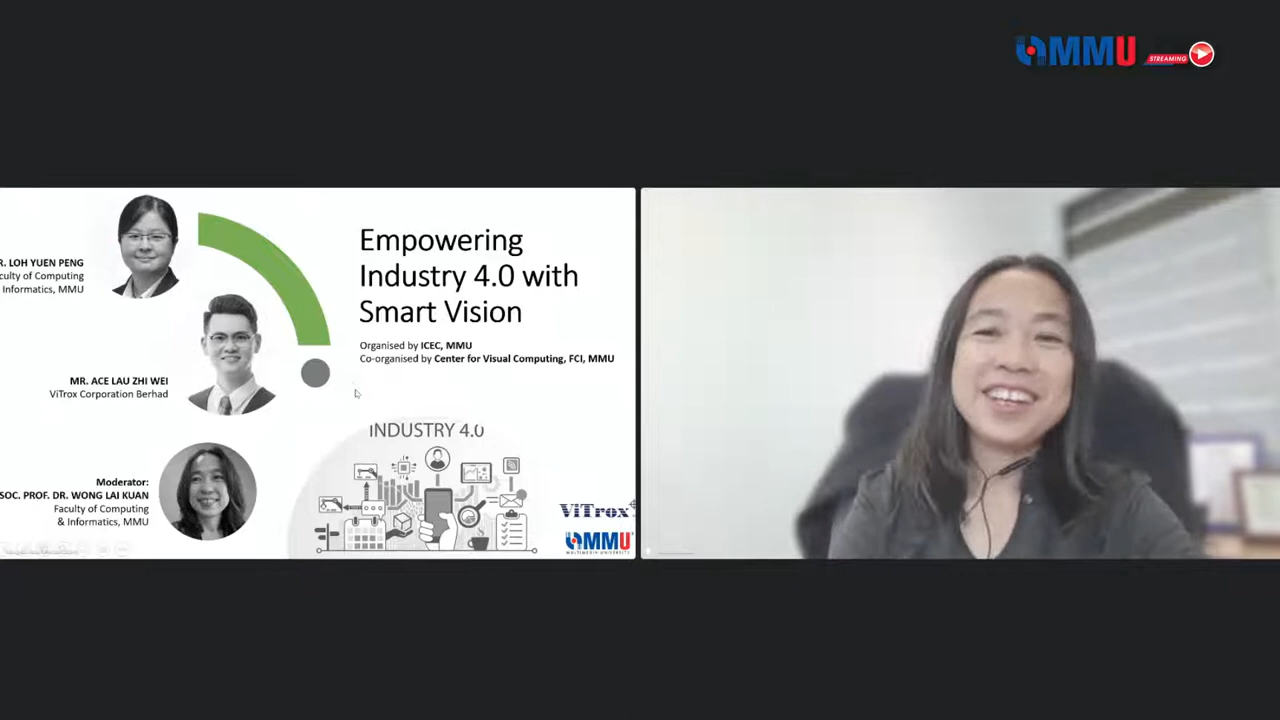 MMU
STREAMING
R. LOH YUEN PENG
culty of Computing
Informatics, MMU
MR. ACE LAU ZHI WEI
ViTrox Corporation Berhad
Moderator:
SOC. PROF. DR. WONG LAI KUAN
Faculty of Computing
& Informatics, MMU
Empowering
Industry 4.0 with
Smart Vision
Organised by ICEC, MMU
Co-organised by Center for Visual Computing, FCI, MMU
INDUSTRY 4.0
ViTrox
MMU
MULTIMEDIA UNIVERSITY